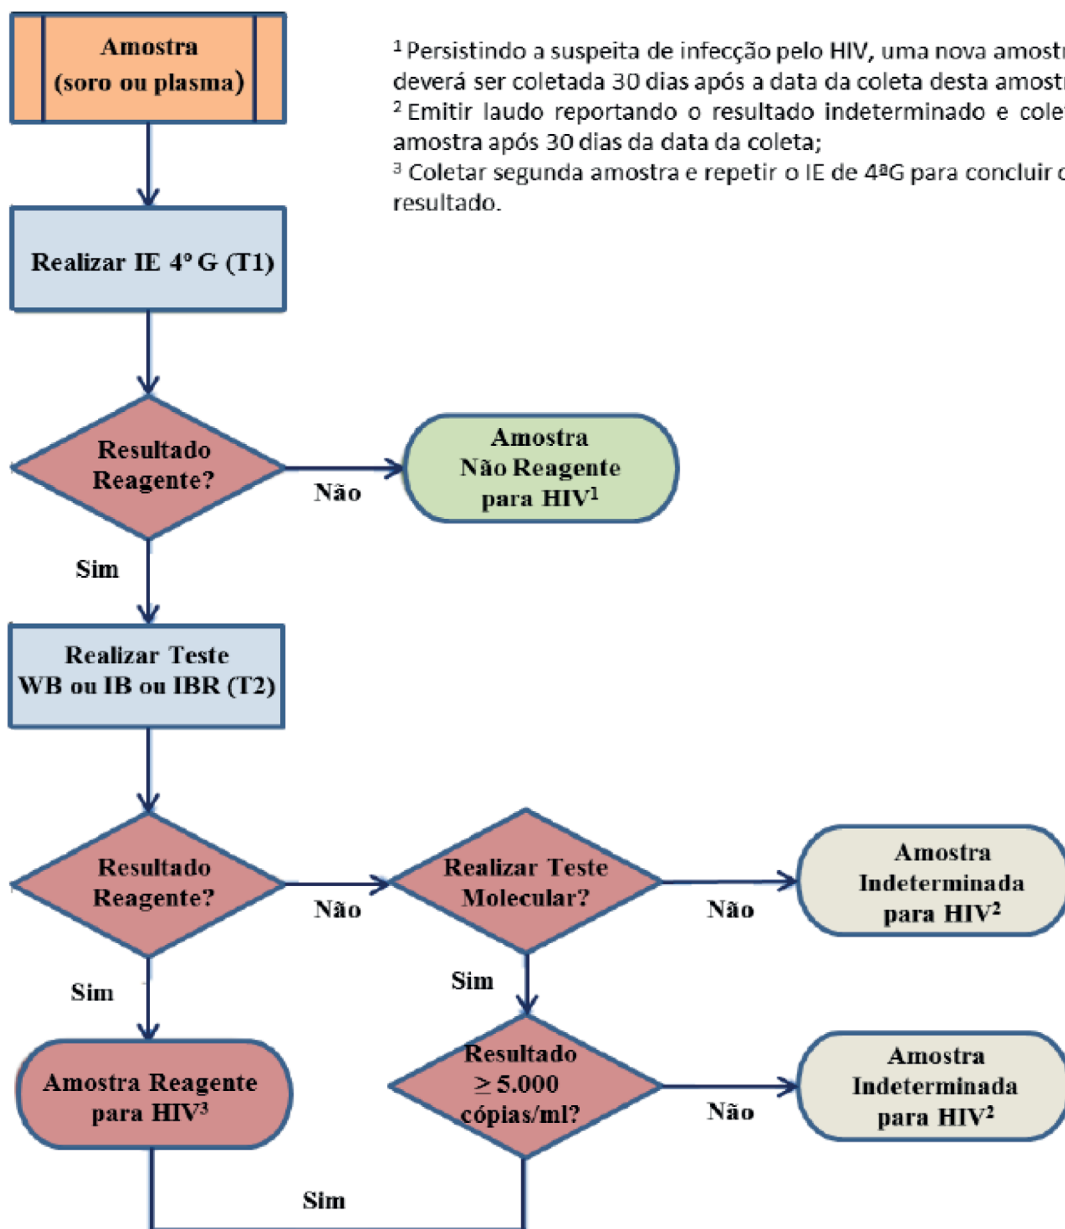 Amostra
(soro ou plasma)
¹ Persistindo a suspeita de infecção pelo HIV, uma nova amostr
deverá ser coletada 30 dias após a data da coleta desta amostr
² Emitir laudo reportando o resultado indeterminado e cole
amostra após 30 dias da data da coleta;
³ Coletar segunda amostra e repetir o IE de 4ªG para concluir
resultado.
Realizar IE 4º G (T1)
Resultado
Reagente?
Não
Amostra
Não Reagente
para HIV¹
Sim
Realizar Teste
WB ou IB ou IBR (T2)
Resultado
Reagente?
Não
Realizar Teste
Molecular?
Não
Amostra
Indeterminada
para HIV²
Sim
Sim
Amostra Reagente
para HIV³
Resultado
≥ 5.000
cópias/ml?
Não
Amostra
Indeterminada
para HIV²
Sim